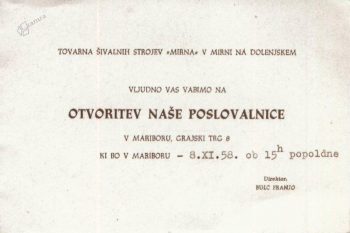 TOVARNA ŠIVALNIH STROJEV »MIRNA« V MIRNI NA DOLENJSKEM
VLJUDNO VAS VABIMO NA
OTVORITEV NAŠE POSLOVALNICE
V MARIBORU, GRAJSKI TRG 8
KI BO V MARIBORU – 8.XI.58. ob 15h popoldne
Direktor:
BULC FRANJO